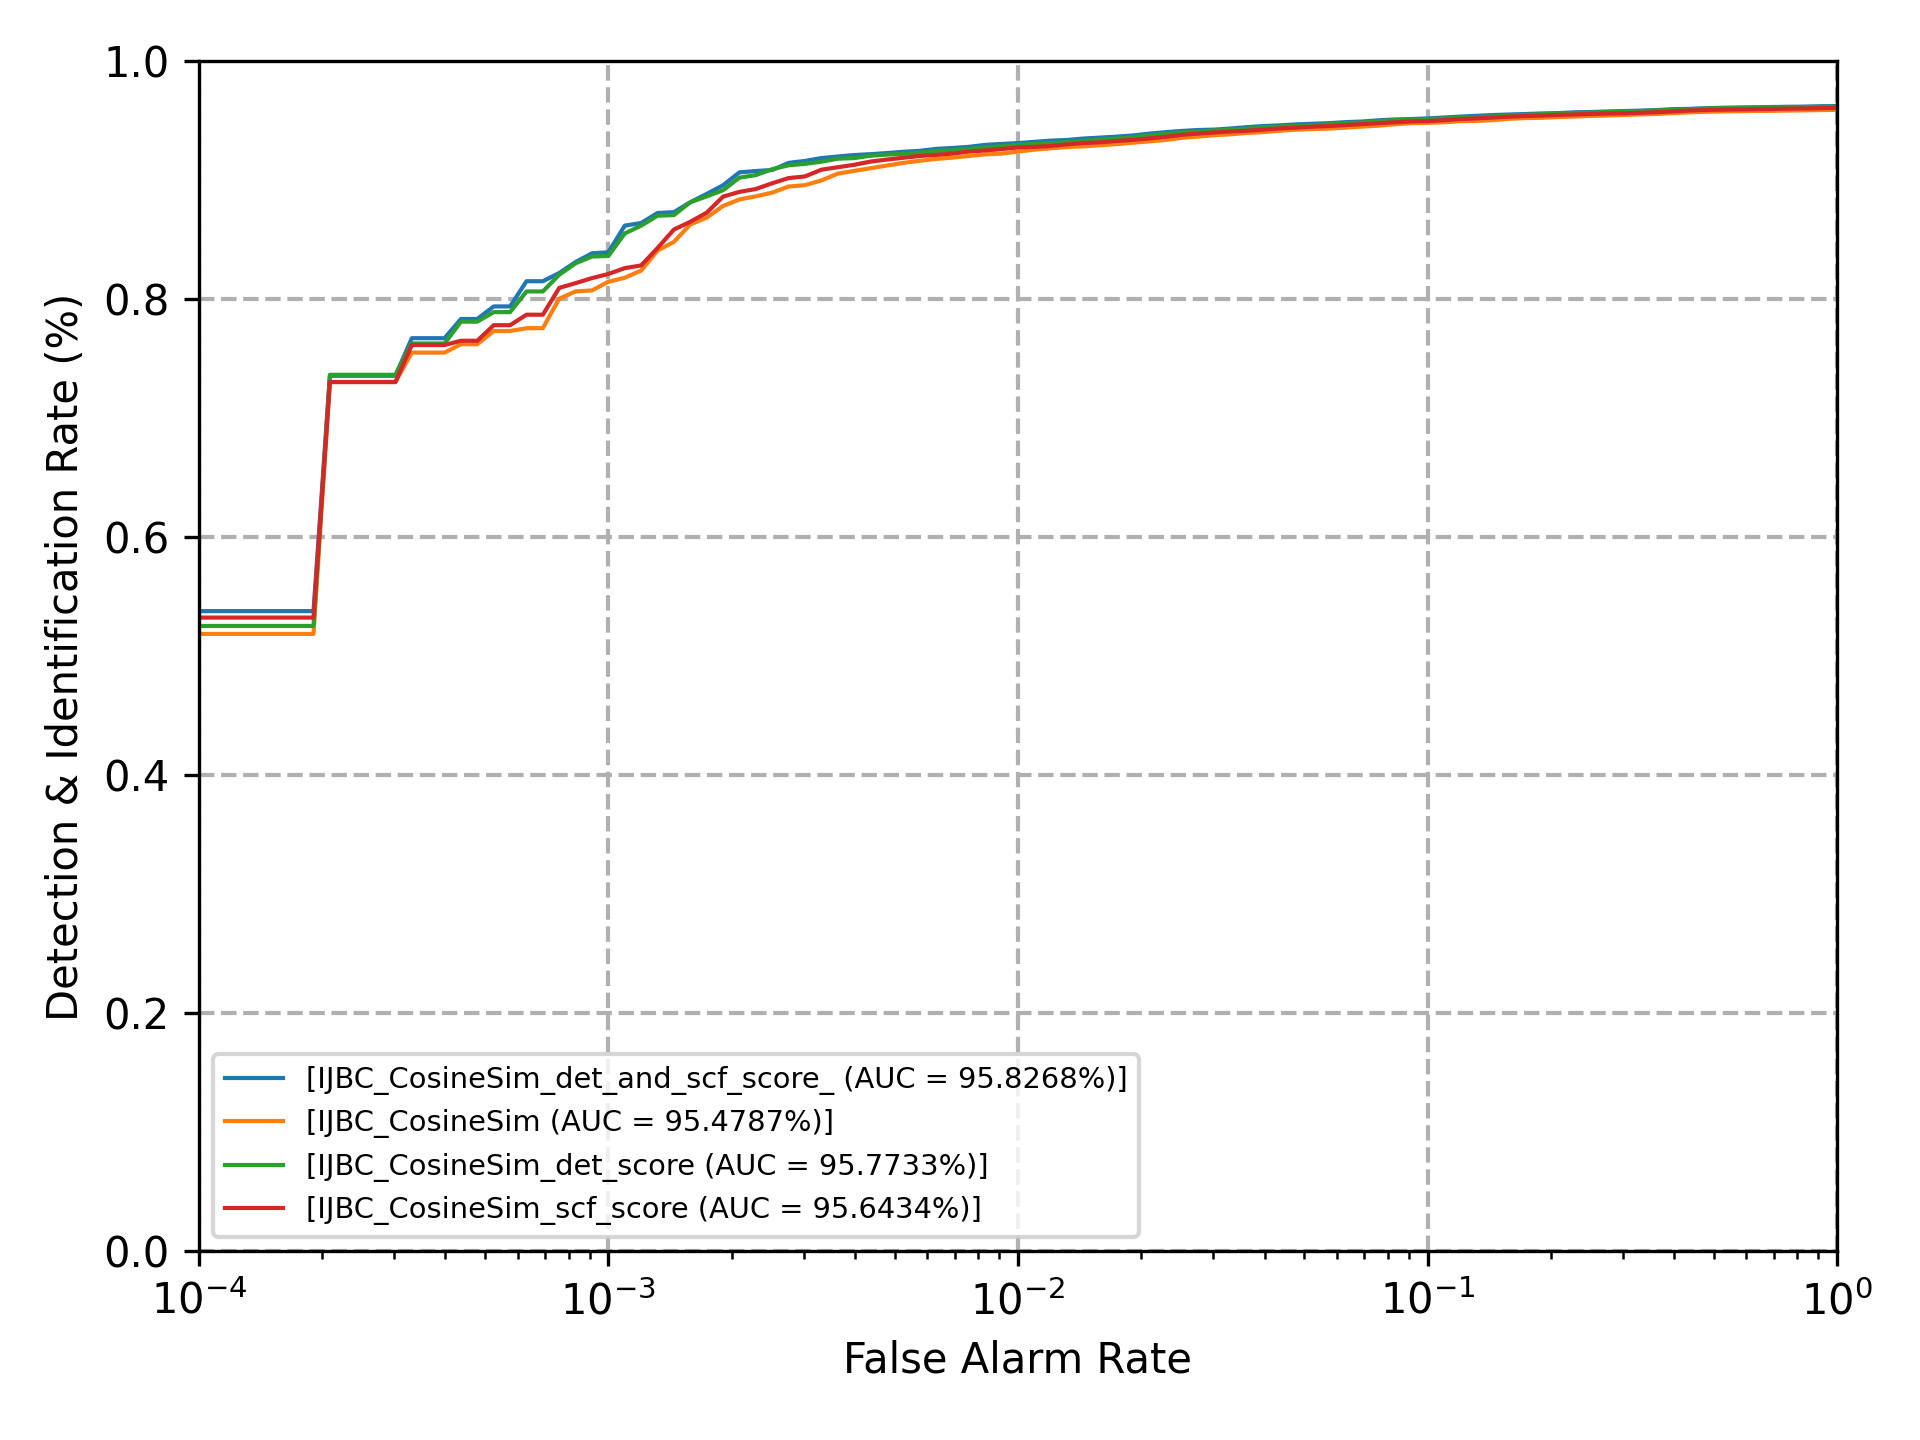 1.0
0.8
0.6
0.4
0.2
0.0
Detection & Identification Rate (%)
[IJBC_CosineSim_det_and_scf_score_ (AUC = 95.8268%)]
[IJBC_CosineSim (AUC = 95.4787%)]
[IJBC_CosineSim_det_score (AUC = 95.7733%)]
[IJBC_CosineSim_scf_score (AUC = 95.6434%)]
10⁻⁴ 10⁻³ 10⁻² 10⁻¹ 10⁰
False Alarm Rate